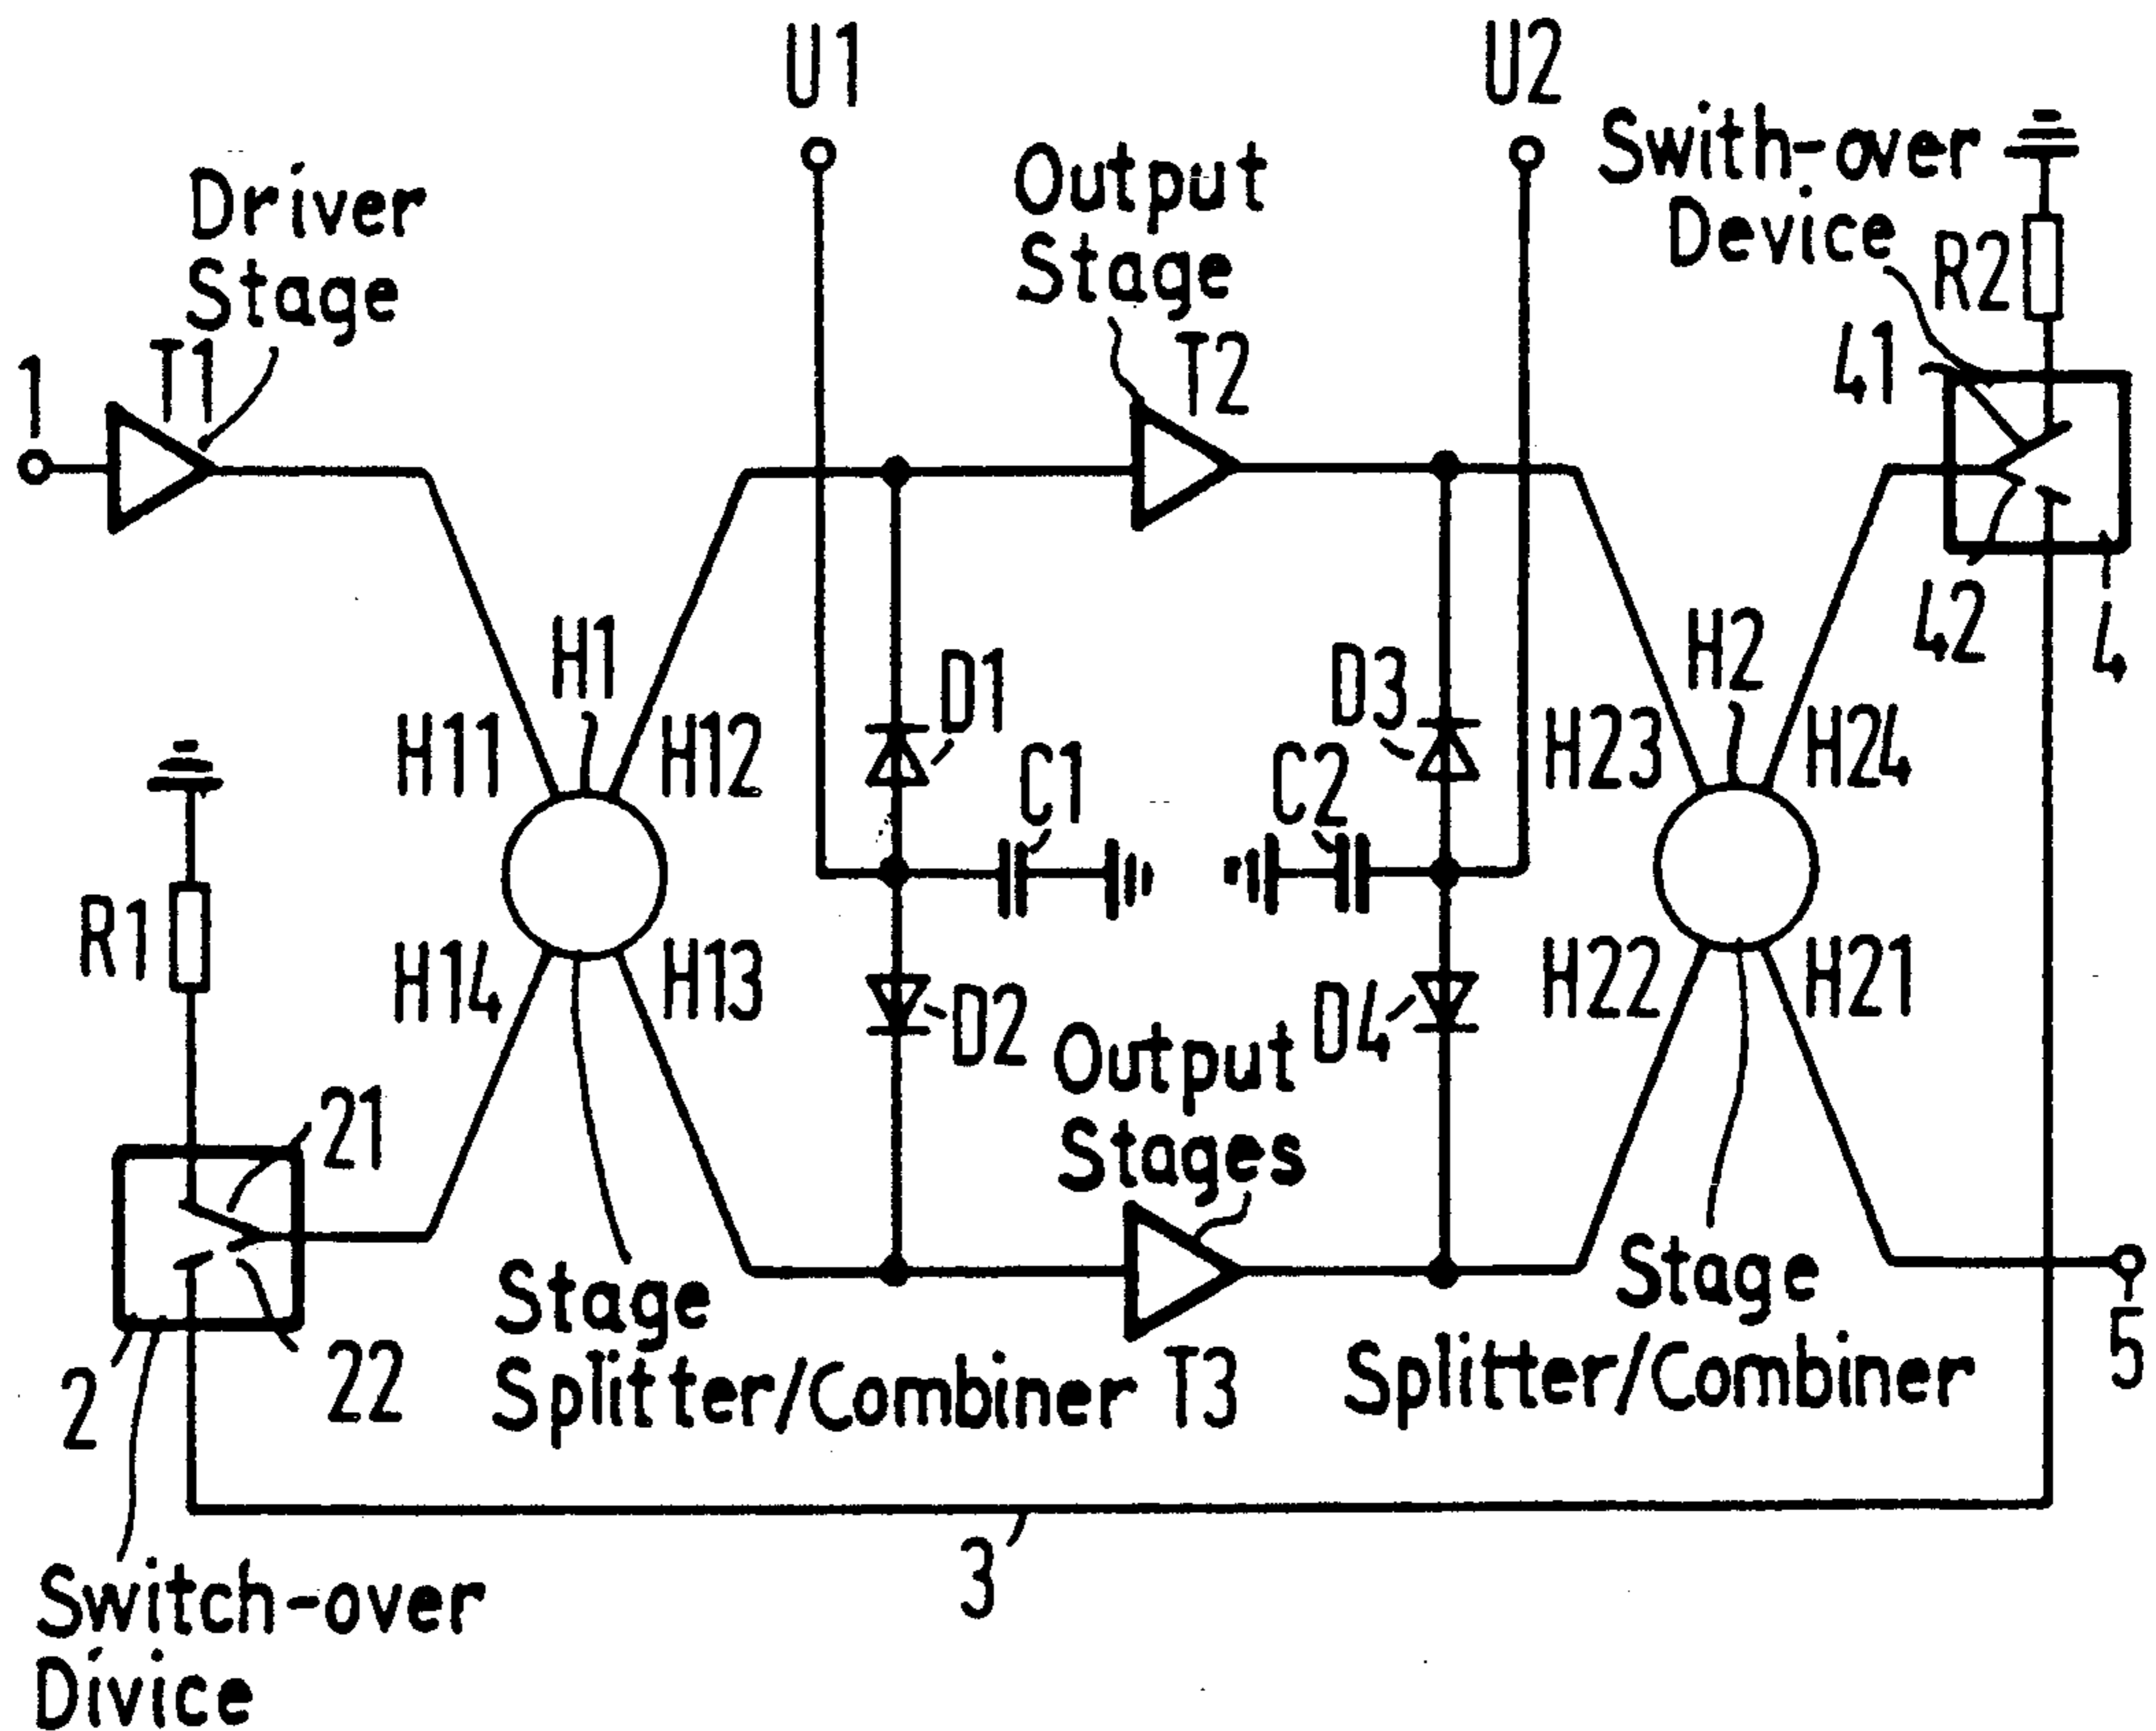 U1
U2
Driver
Stage
Output
Stage
Swith-over
Device
R2
1
T1
T2
41
42
4
H1
H11
H12
D1
C1
D3
C2
H2
H23
H24
R1
H14
H13
D2
D4
H22
H21
Output
Stages
21
22
2
Stage
Splitter/Combiner
T3
Stage
Splitter/Combiner
5
3
Switch-over
Divice